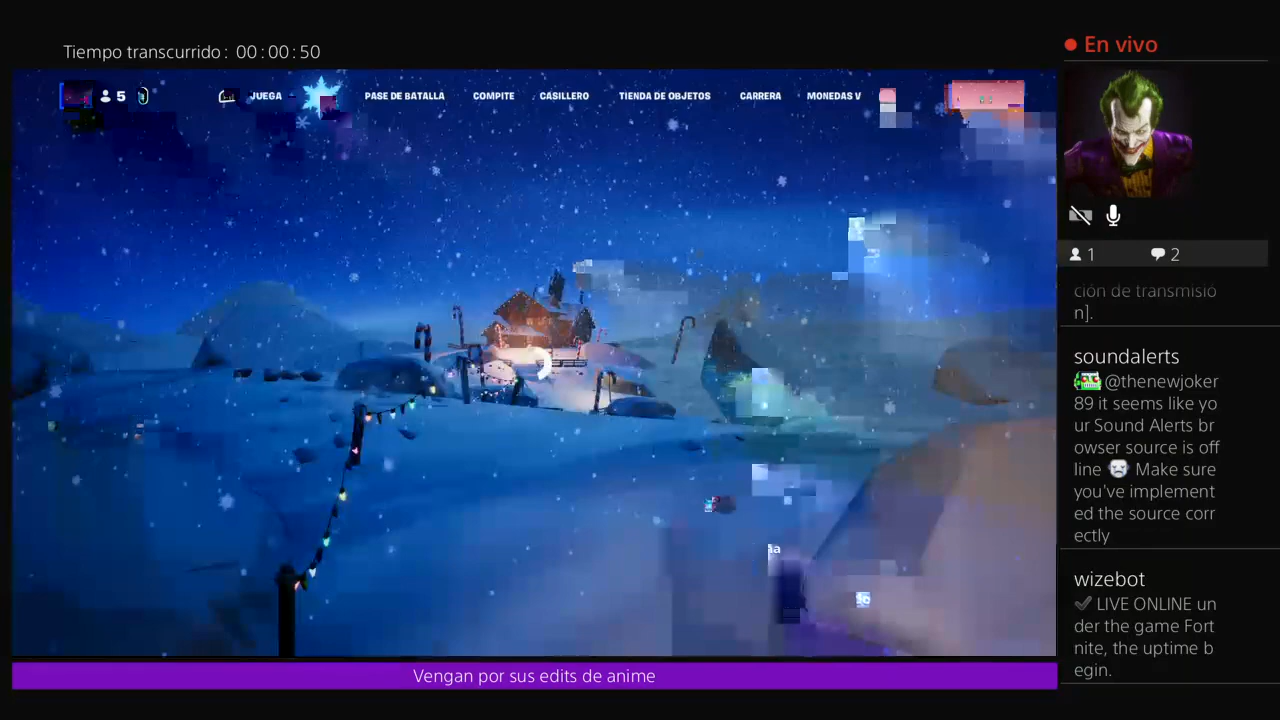 Tiempo transcurrido : 00:00:50
En vivo
5
JUEGA
PASE DE BATALLA
COMPITE
CASILLERO
TIENDA DE OBJETOS
CARRERA
MONEDAS V
1
2
ción de transmisió
n].
soundalerts
@thenewjoker
89 it seems like yo
ur Sound Alerts br
owser source is off
line Make sure
you've implement
ed the source corr
ectly
wizebot
LIVE ONLINE un
der the game Fort
nite, the uptime b
egin.
Vengan por sus edits de anime